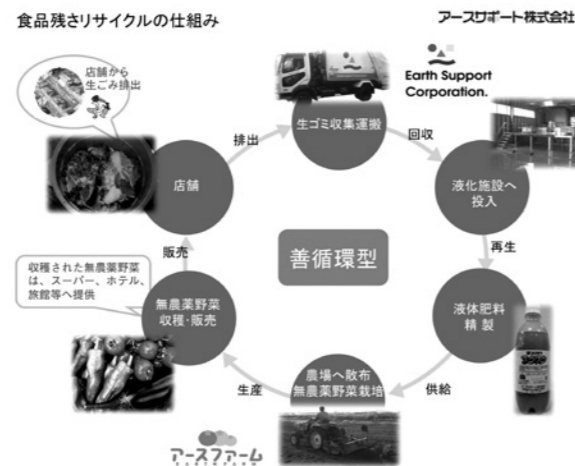 食品残さリサイクルの仕組み
アースサポート株式会社
店舗から
生ごみ排出
Earth Support
Corporation.
生ゴミ収集運搬
排出
回収
店舗
液化施設へ
投入
販売
再生
善循環型
収穫された無農薬野菜
は、スーパー、ホテル、
旅館等へ提供
無農薬野菜
収穫・販売
液体肥料
精製
農場へ散布
無農薬野菜栽培
生産
供給
アースファーム